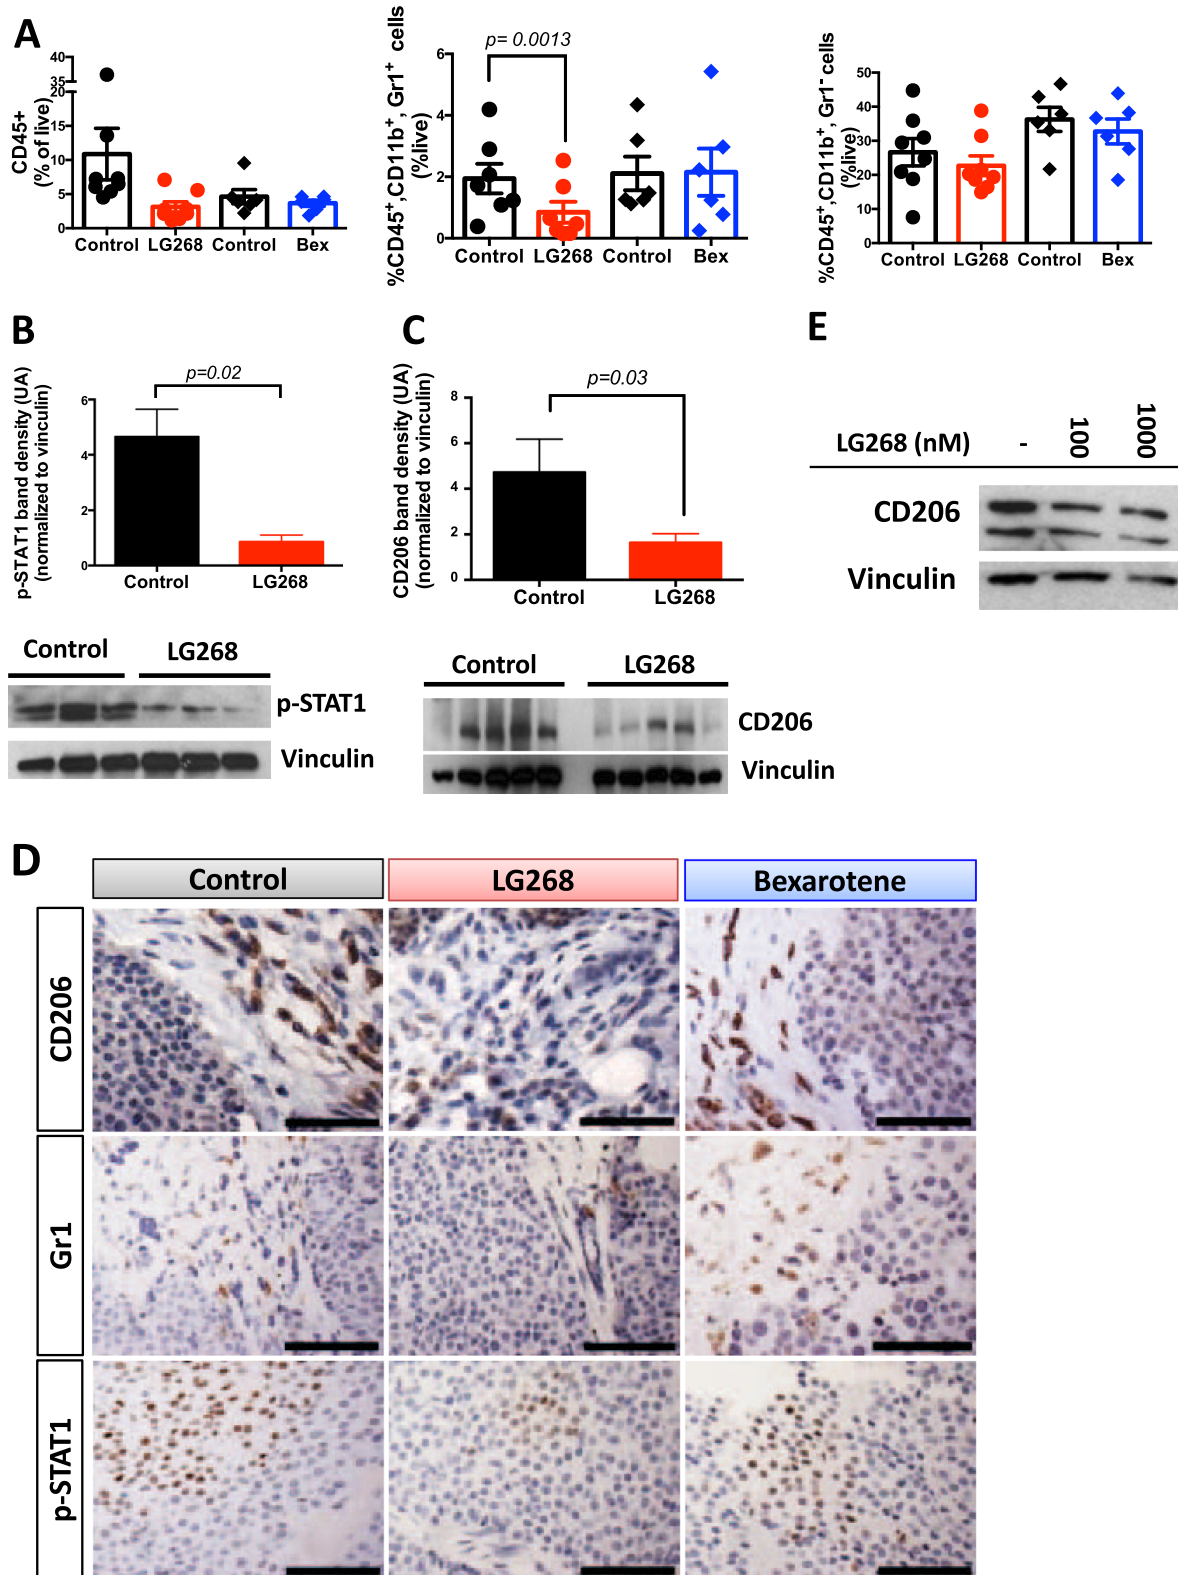 A
CD45+
(% of live)
40
35
20
15
10
5
0
Control
LG268
Control
Bex
%CD45⁺,CD11b⁺, Gr1⁺ cells
(%live)
p= 0.0013
6
4
2
0
Control
LG268
Control
Bex
%CD45⁺,CD11b⁺, Gr1⁻ cells
(%live)
50
40
30
20
10
0
Control
LG268
Control
Bex
B
p-STAT1 band density (UA)
(normalized to vinculin)
p=0.02
6
4
2
0
Control
LG268
Control
LG268
p-STAT1
Vinculin
C
CD206 band density (UA)
(normalized to vinculin)
p=0.03
8
6
4
2
0
Control
LG268
Control
LG268
CD206
Vinculin
E
LG268 (nM)
-
100
1000
CD206
Vinculin
D
Control
LG268
Bexarotene
CD206
Gr1
p-STAT1